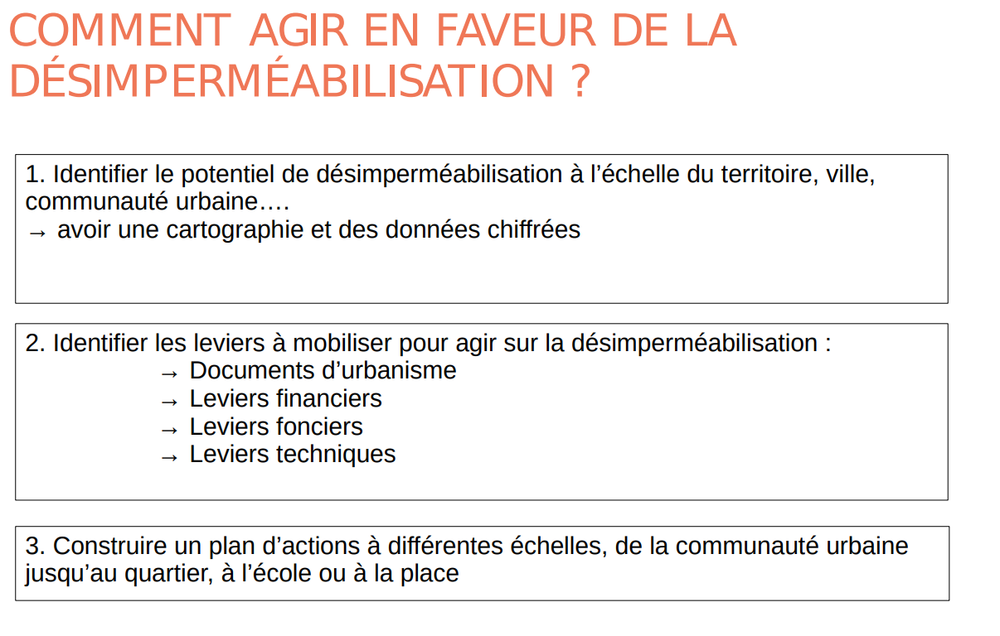 COMMENT AGIR EN FAVEUR DE LA
DÉSIMPERMÉABILISATION ?
1. Identifier le potentiel de désimperméabilisation à l’échelle du territoire, ville,
communauté urbaine….
→ avoir une cartographie et des données chiffrées
2. Identifier les leviers à mobiliser pour agir sur la désimperméabilisation :
→ Documents d’urbanisme
→ Leviers financiers
→ Leviers fonciers
→ Leviers techniques
3. Construire un plan d’actions à différentes échelles, de la communauté urbaine
jusqu’au quartier, à l’école ou à la place